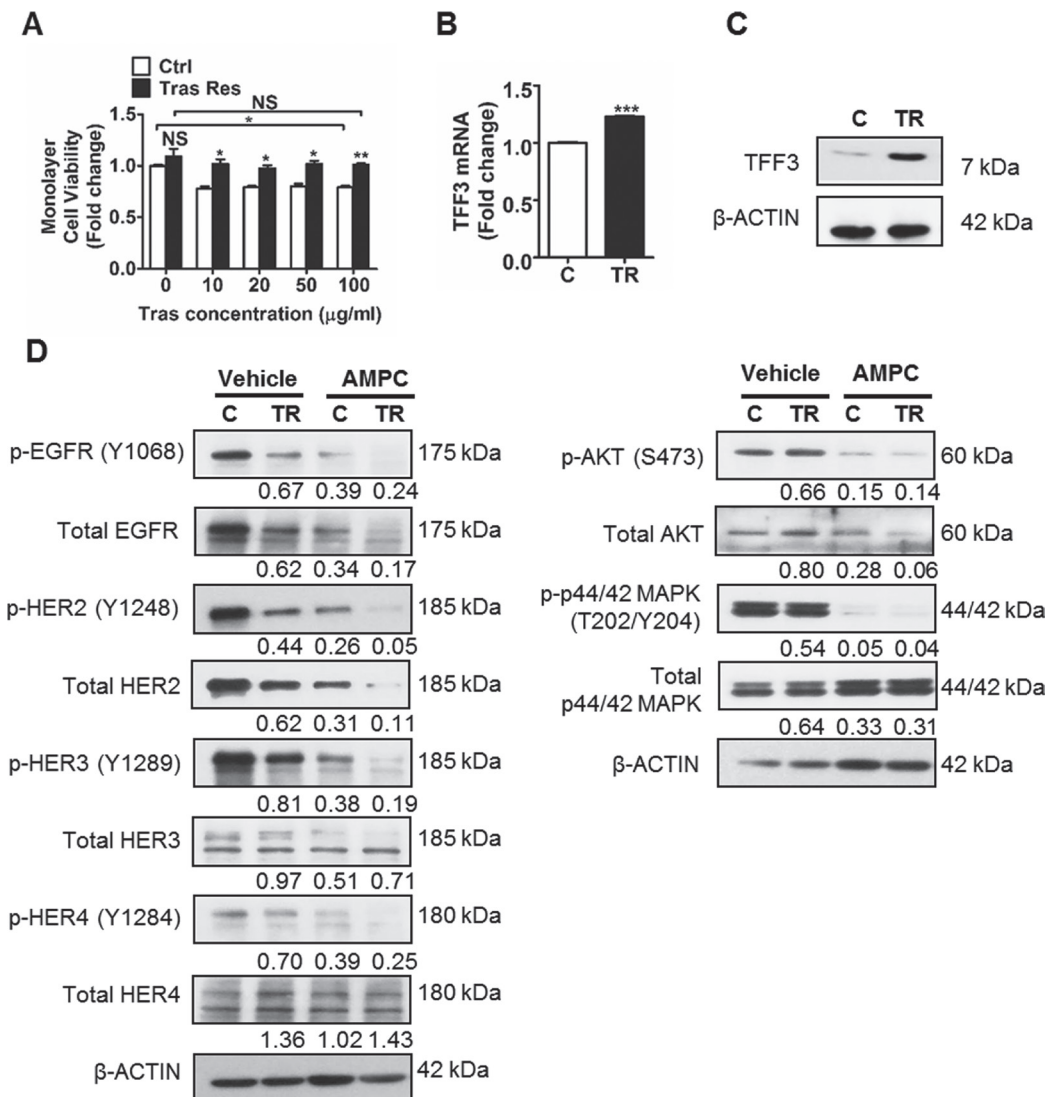 A
Ctrl
Tras Res
NS
*
NS * * * **
1.5
1.0
0.5
0.0
Monolayer
Cell Viability
(Fold change)
0 10 20 50 100
Tras concentration (μg/ml)
B
***
1.5
1.0
0.5
1.0
TFF3 mRNA
(Fold change)
C TR
C
C TR
TFF3 7 kDa
β-ACTIN 42 kDa
D
Vehicle AMPC
C TR C TR
p-EGFR (Y1068) 175 kDa
0.67 0.39 0.24
Total EGFR 175 kDa
0.62 0.34 0.17
p-HER2 (Y1248) 185 kDa
0.44 0.26 0.05
Total HER2 185 kDa
0.62 0.31 0.11
p-HER3 (Y1289) 185 kDa
0.81 0.38 0.19
Total HER3 185 kDa
0.97 0.51 0.71
p-HER4 (Y1284) 180 kDa
0.70 0.39 0.25
Total HER4 180 kDa
1.36 1.02 1.43
β-ACTIN 42 kDa
Vehicle AMPC
C TR C TR
p-AKT (S473) 60 kDa
0.66 0.15 0.14
Total AKT 60 kDa
0.80 0.28 0.06
p-p44/42 MAPK
(T202/Y204) 44/42 kDa
0.54 0.05 0.04
Total
p44/42 MAPK 44/42 kDa
0.64 0.33 0.31
β-ACTIN 42 kDa